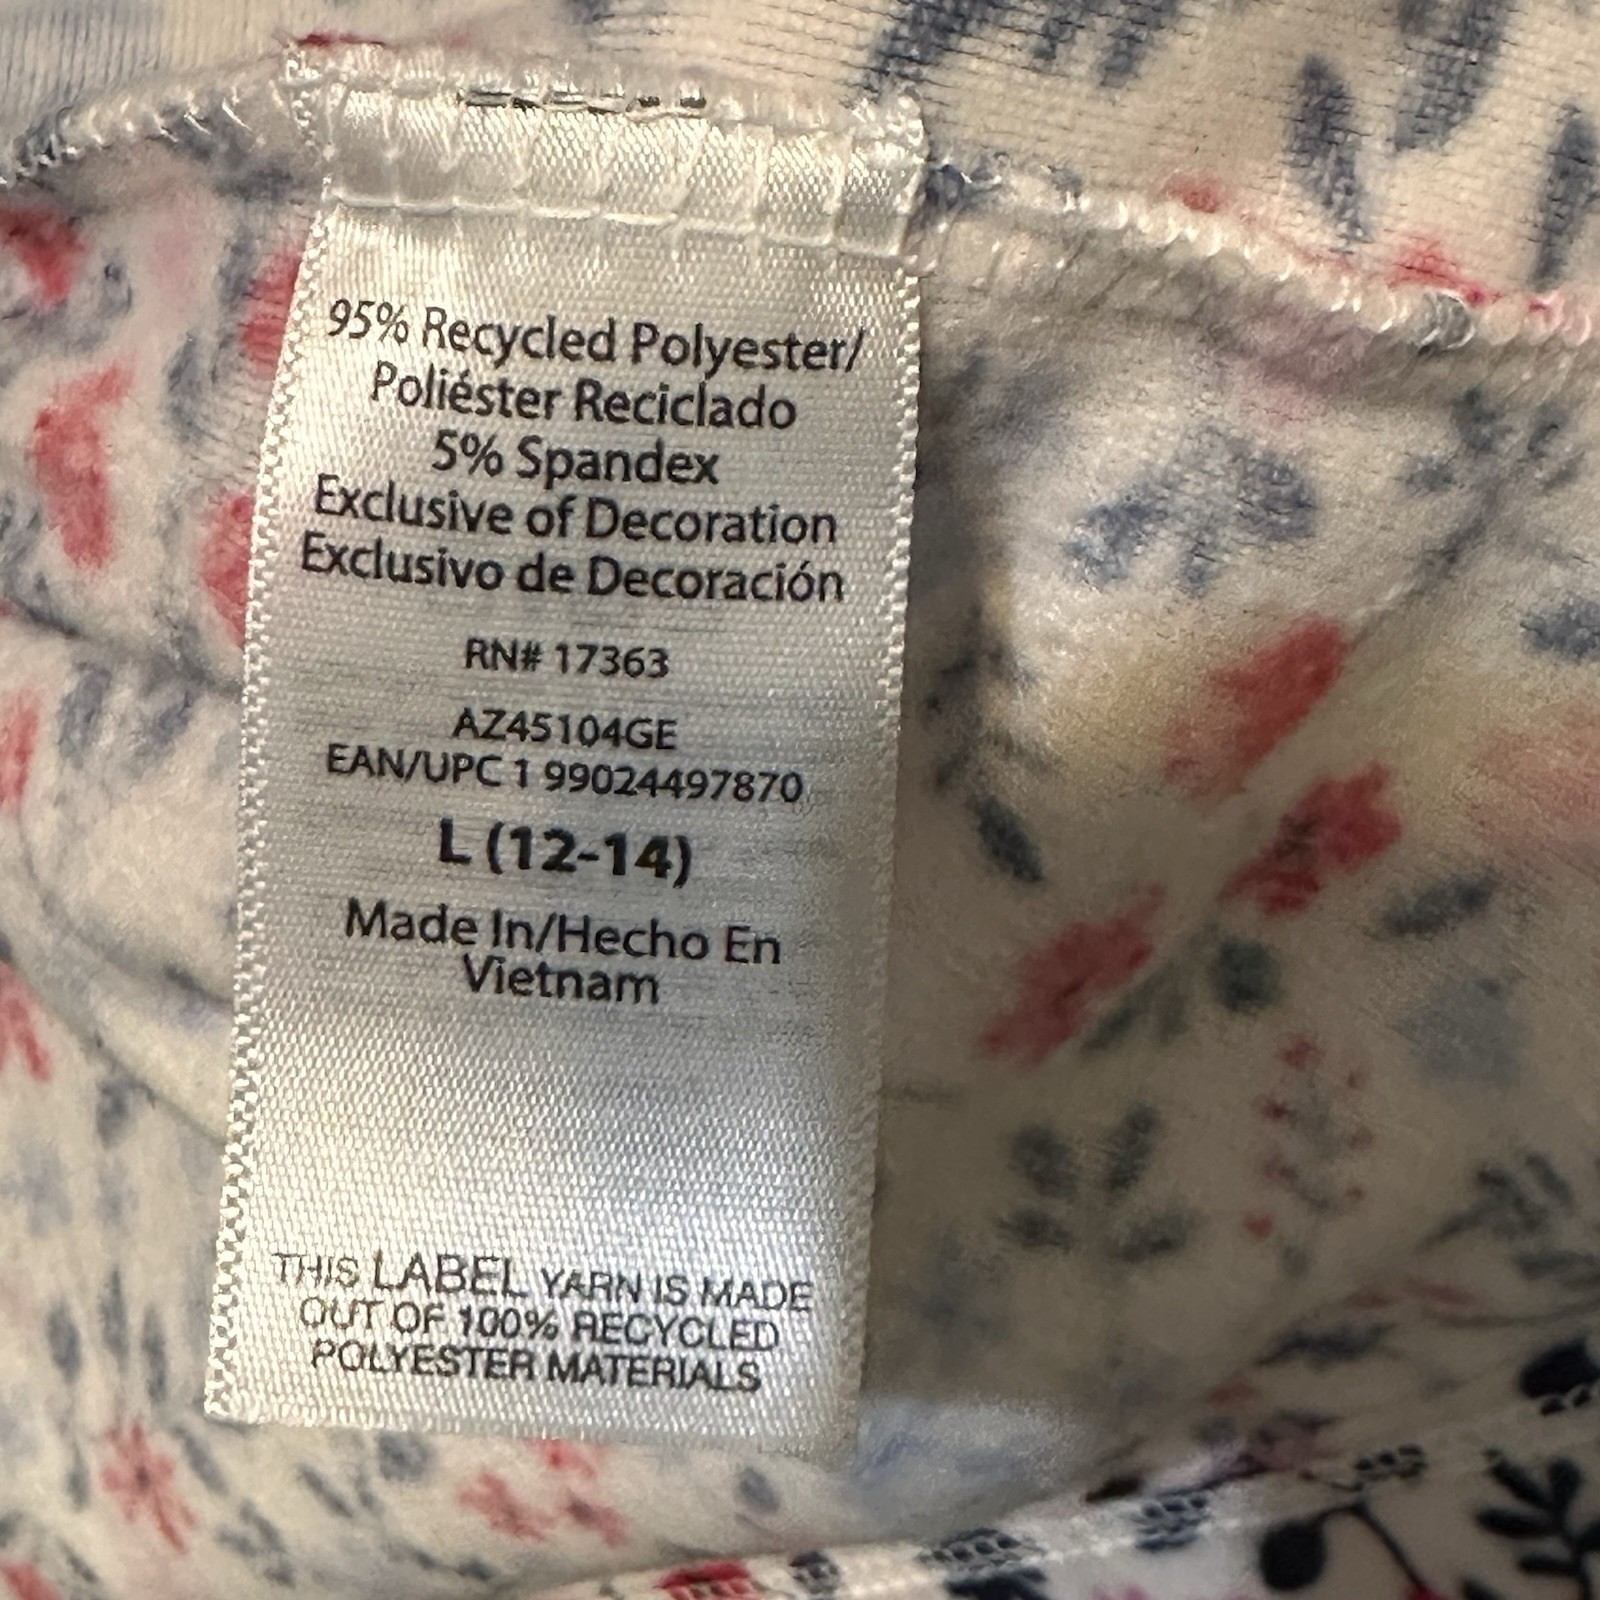 95% Recycled Polyester/
Poliéster Reciclado
5% Spandex
Exclusive of Decoration
Exclusivo de Decoración
RN# 17363
AZ45104GE
EAN/UPC 1 99024497870
L (12-14)
Made In/Hecho En
Vietnam
THIS LABEL YARN IS MADE
OUT OF 100% RECYCLED
POLYESTER MATERIALS